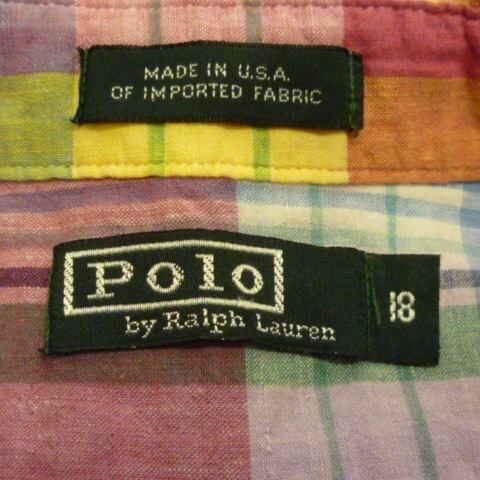 MADE IN U.S.A.
OF IMPORTED FABRIC
Polo
by Ralph Lauren
18